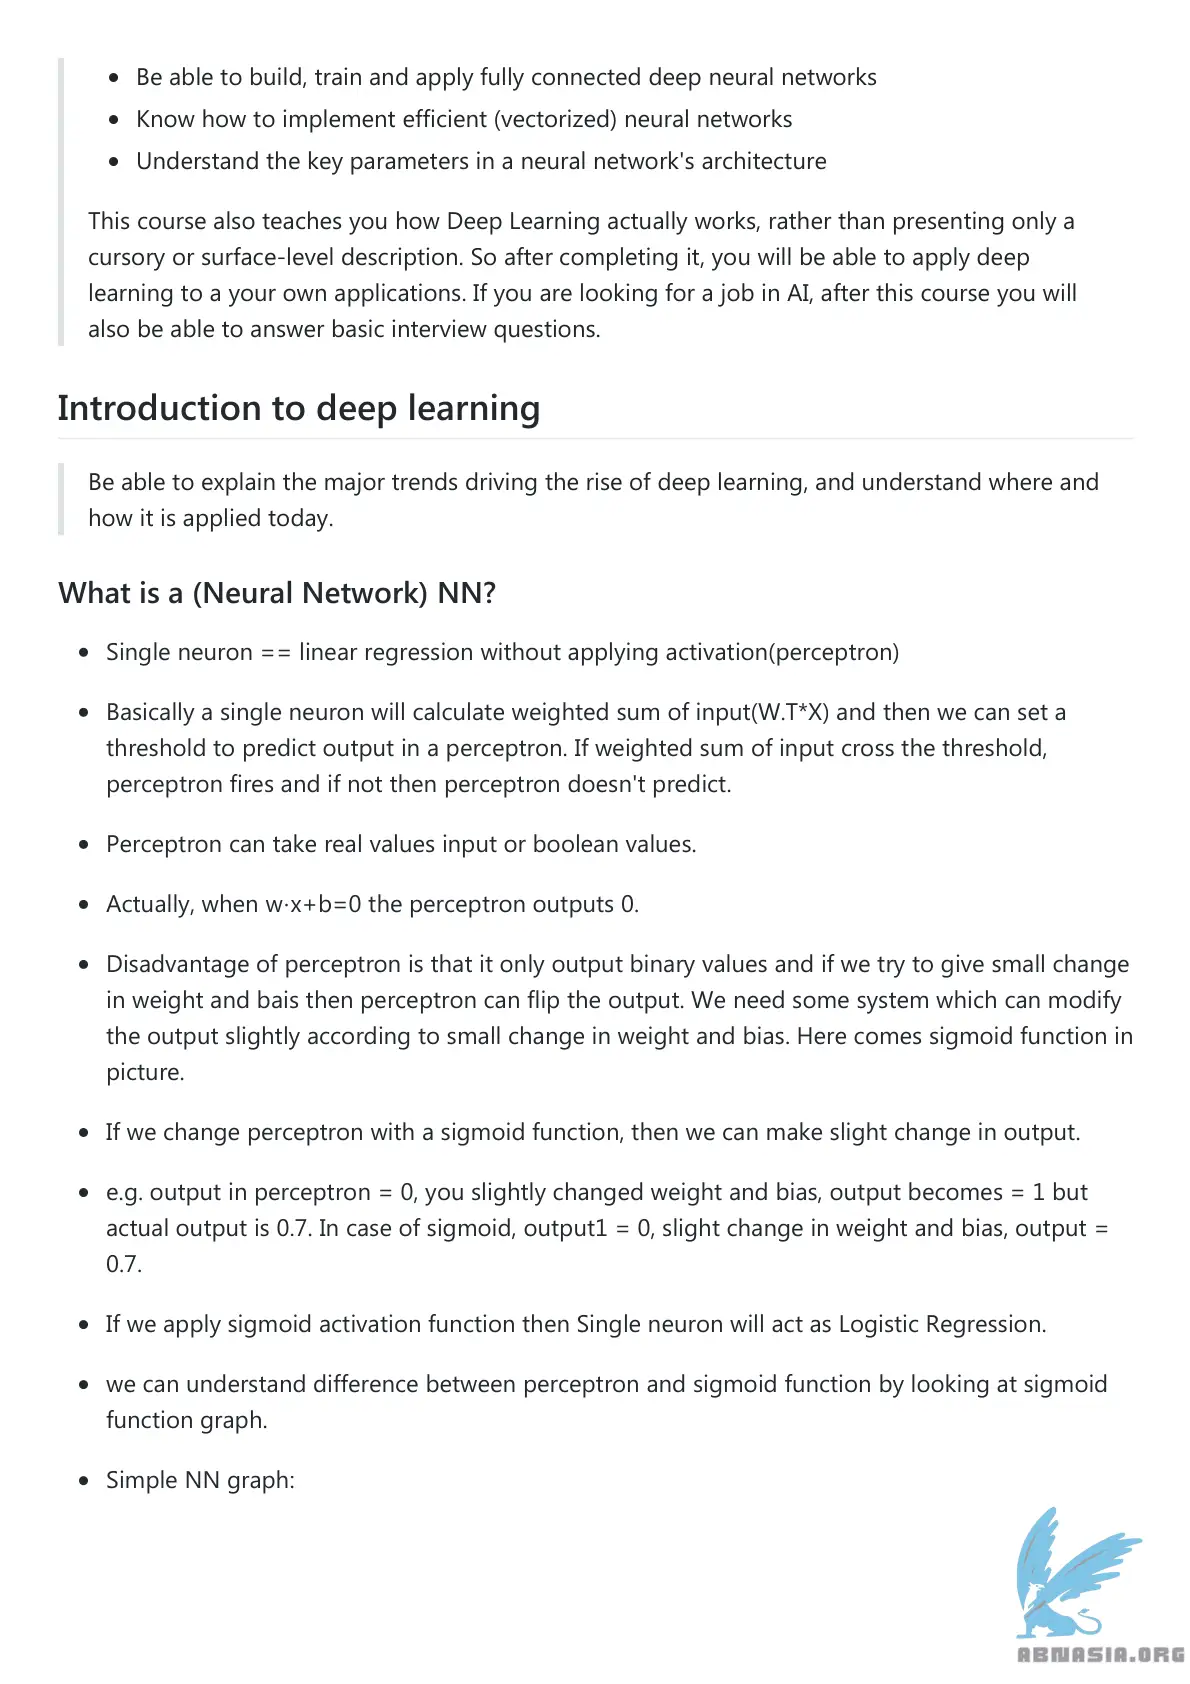 • Be able to build, train and apply fully connected deep neural networks
• Know how to implement efficient (vectorized) neural networks
• Understand the key parameters in a neural network's architecture
This course also teaches you how Deep Learning actually works, rather than presenting only a
cursory or surface-level description. So after completing it, you will be able to apply deep
learning to a your own applications. If you are looking for a job in AI, after this course you will
also be able to answer basic interview questions.
Introduction to deep learning
Be able to explain the major trends driving the rise of deep learning, and understand where and
how it is applied today.
What is a (Neural Network) NN?
• Single neuron == linear regression without applying activation(perceptron)
• Basically a single neuron will calculate weighted sum of input(W.T*X) and then we can set a
threshold to predict output in a perceptron. If weighted sum of input cross the threshold,
perceptron fires and if not then perceptron doesn't predict.
• Perceptron can take real values input or boolean values.
• Actually, when w⋅x+b=0 the perceptron outputs 0.
• Disadvantage of perceptron is that it only output binary values and if we try to give small change
in weight and bais then perceptron can flip the output. We need some system which can modify
the output slightly according to small change in weight and bias. Here comes sigmoid function in
picture.
• If we change perceptron with a sigmoid function, then we can make slight change in output.
• e.g. output in perceptron = 0, you slightly changed weight and bias, output becomes = 1 but
actual output is 0.7. In case of sigmoid, output1 = 0, slight change in weight and bias, output =
0.7.
• If we apply sigmoid activation function then Single neuron will act as Logistic Regression.
• we can understand difference between perceptron and sigmoid function by looking at sigmoid
function graph.
• Simple NN graph:
ABNASIA.ORG